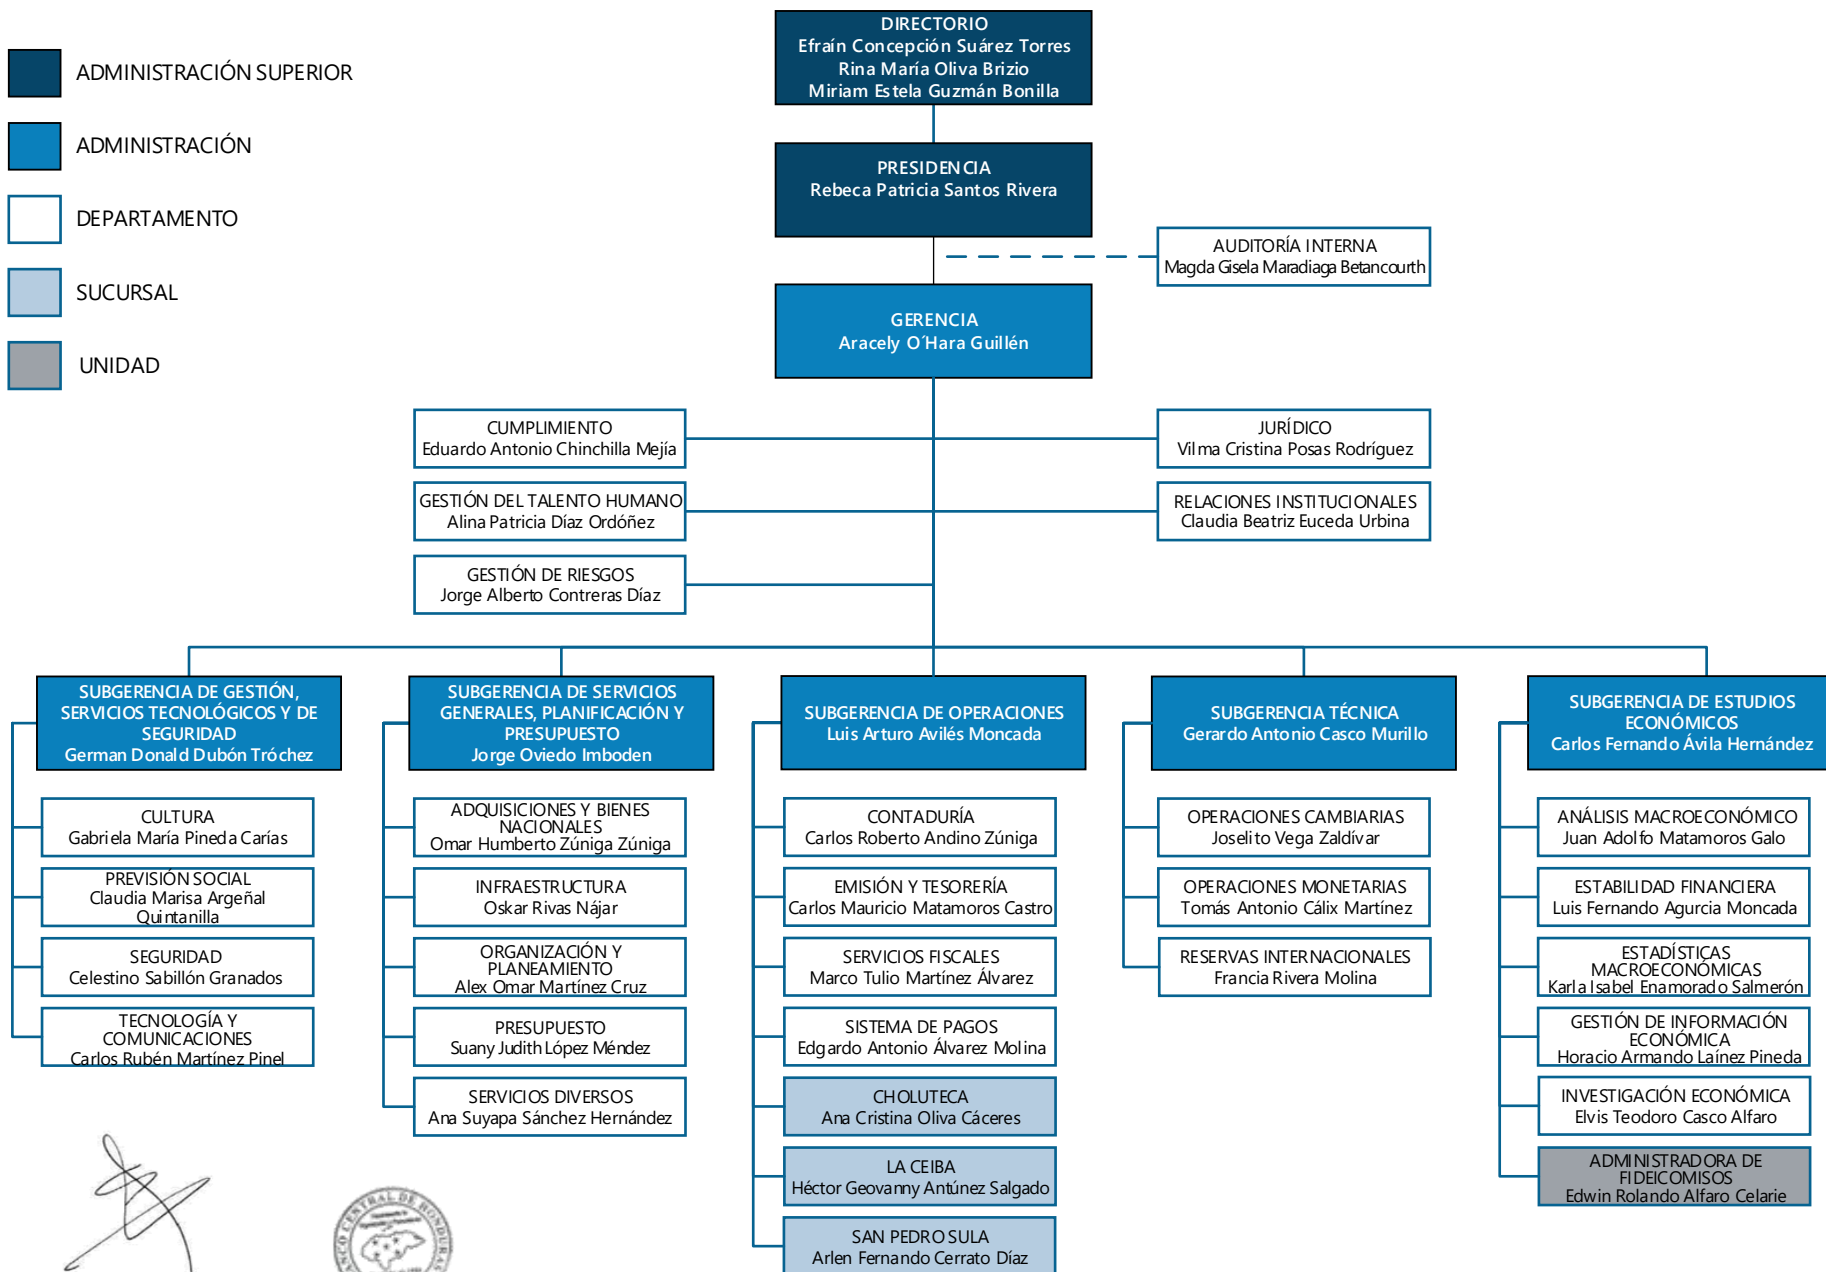 DIRECTORIO
Efraín Concepción Suárez Torres
Rina María Oliva Brizio
Miriam Estela Guzmán Bonilla
ADMINISTRACIÓN SUPERIOR
ADMINISTRACIÓN
DEPARTAMENTO
SUCURSAL
UNIDAD
PRESIDENCIA
Rebeca Patricia Santos Rivera
AUDITORÍA INTERNA
Magda Gisela Maradiaga Betancourth
GERENCIA
Aracely O´Hara Guillén
CUMPLIMIENTO
Eduardo Antonio Chinchilla Mejía
JURÍDICO
Vilma Cristina Posas Rodríguez
GESTIÓN DEL TALENTO HUMANO
Alina Patricia Díaz Ordóñez
RELACIONES INSTITUCIONALES
Claudia Beatriz Euceda Urbina
GESTIÓN DE RIESGOS
Jorge Alberto Contreras Díaz
SUBGERENCIA DE GESTIÓN,
SERVICIOS TECNOLÓGICOS Y DE
SEGURIDAD
German Donald Dubón Tróchez
CULTURA
Gabriela María Pineda Carías
PREVISIÓN SOCIAL
Claudia Marisa Argeñal
Quintanilla
SEGURIDAD
Celestino Sabillón Granados
TECNOLOGÍA Y
COMUNICACIONES
Carlos Rubén Martínez Pinel
SUBGERENCIA DE SERVICIOS
GENERALES, PLANIFICACIÓN Y
PRESUPUESTO
Jorge Oviedo Imboden
ADQUISICIONES Y BIENES
NACIONALES
Omar Humberto Zúniga Zúniga
INFRAESTRUCTURA
Oskar Rivas Nájar
ORGANIZACIÓN Y
PLANEAMIENTO
Alex Omar Martínez Cruz
PRESUPUESTO
Suany Judith López Méndez
SERVICIOS DIVERSOS
Ana Suyapa Sánchez Hernández
SUBGERENCIA DE OPERACIONES
Luis Arturo Avilés Moncada
CONTADURÍA
Carlos Roberto Andino Zúniga
EMISIÓN Y TESORERÍA
Carlos Mauricio Matamoros Castro
SERVICIOS FISCALES
Marco Tulio Martínez Álvarez
SISTEMA DE PAGOS
Edgardo Antonio Álvarez Molina
CHOLUTECA
Ana Cristina Oliva Cáceres
LA CEIBA
Héctor Geovanny Antúnez Salgado
SAN PEDRO SULA
Arlen Fernando Cerrato Díaz
SUBGERENCIA TÉCNICA
Gerardo Antonio Casco Murillo
OPERACIONES CAMBIARIAS
Joselito Vega Zaldívar
OPERACIONES MONETARIAS
Tomás Antonio Cálix Martínez
RESERVAS INTERNACIONALES
Francia Rivera Molina
SUBGERENCIA DE ESTUDIOS
ECONÓMICOS
Carlos Fernando Ávila Hernández
ANÁLISIS MACROECONÓMICO
Juan Adolfo Matamoros Galo
ESTABILIDAD FINANCIERA
Luis Fernando Agurcia Moncada
ESTADÍSTICAS
MACROECONÓMICAS
Karla Isabel Enamorado Salmerón
GESTIÓN DE INFORMACIÓN
ECONÓMICA
Horacio Armando Laínez Pineda
INVESTIGACIÓN ECONÓMICA
Elvis Teodoro Casco Alfaro
ADMINISTRADORA DE
FIDEICOMISOS
Edwin Rolando Alfaro Celarie
BANCO CENTRAL DE HONDURAS